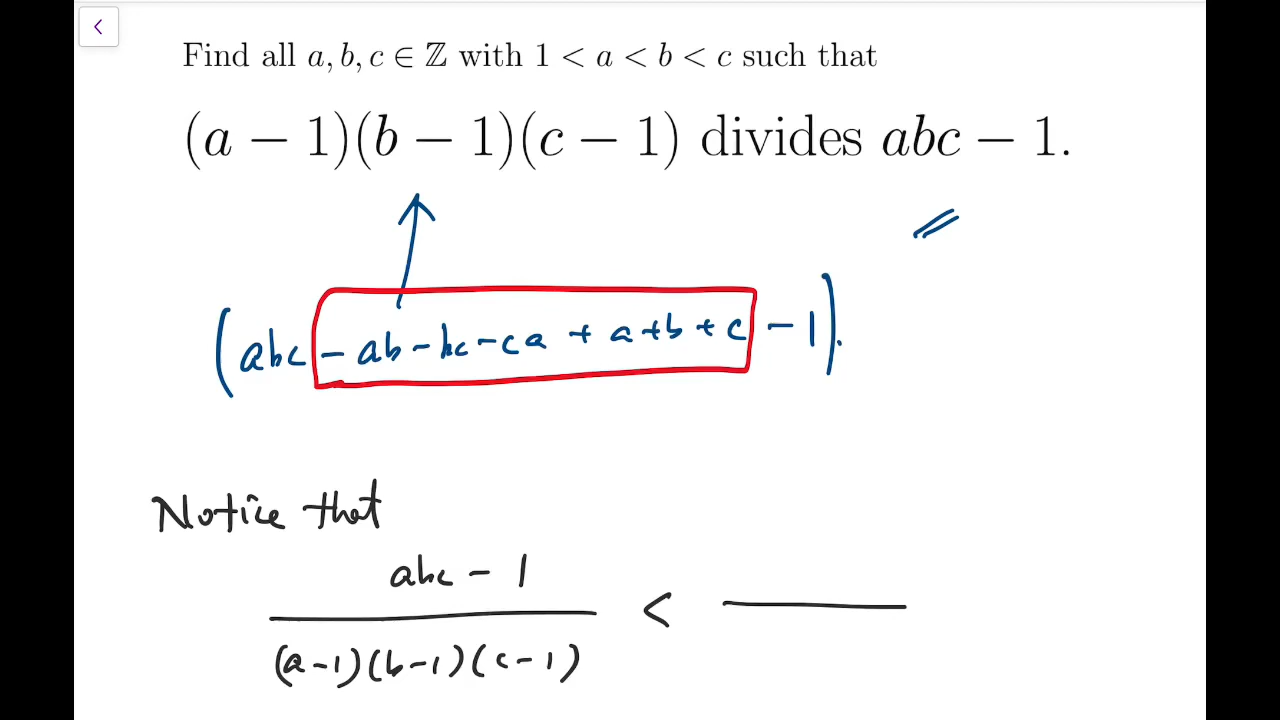 Find all a, b, c ∈ ℤ with 1 < a < b < c such that
(a − 1)(b − 1)(c − 1) divides abc − 1.
(abc − ab − bc − ca + a + b + c − 1).
Notice that
abc − 1
(a−1)(b−1)(c−1)
<